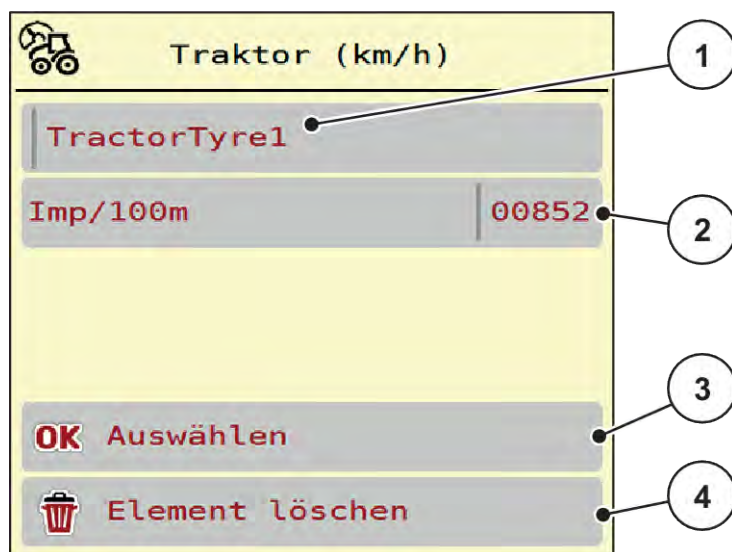 Traktor (km/h)
1
TractorTyre1
Imp/100m 00852
2
3
OK Auswählen
4
Element löschen